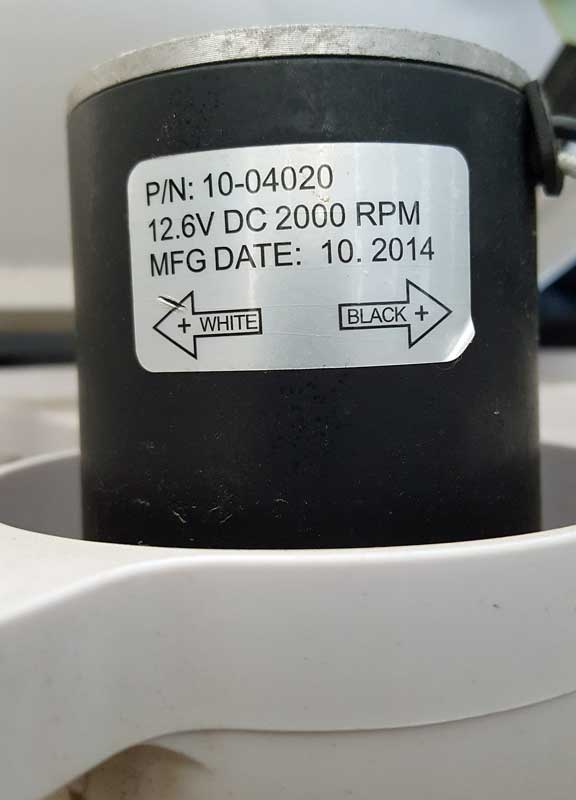 P/N: 10-04020
12.6V DC 2000 RPM
MFG DATE: 10. 2014
+ WHITE
BLACK +